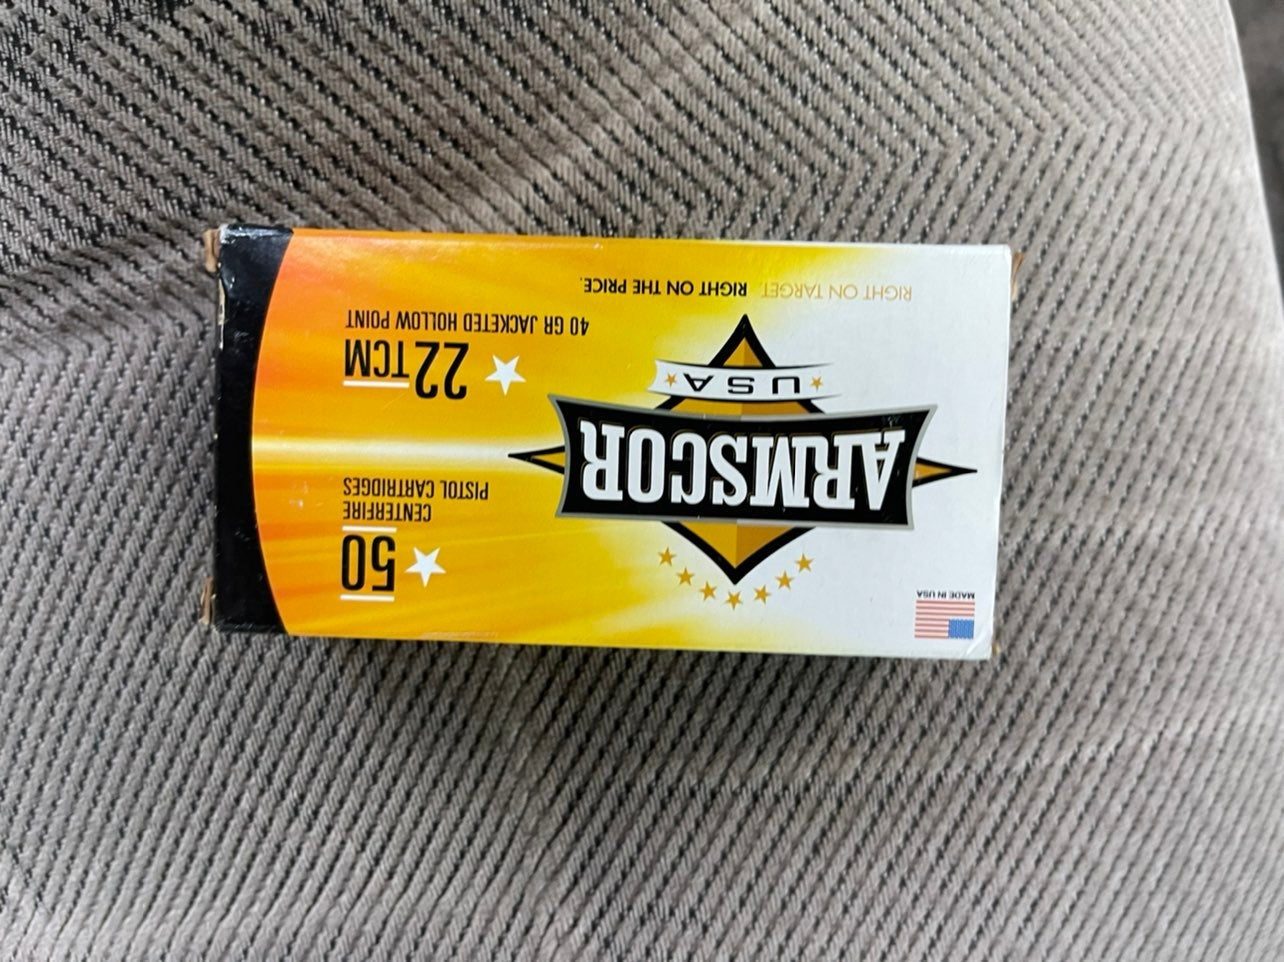 MADE IN USA
ARMSCOR
USA
RIGHT ON TARGET. RIGHT ON THE PRICE.
50
CENTERFIRE
PISTOL CARTRIDGES
22TCM
40 GR JACKETED HOLLOW POINT